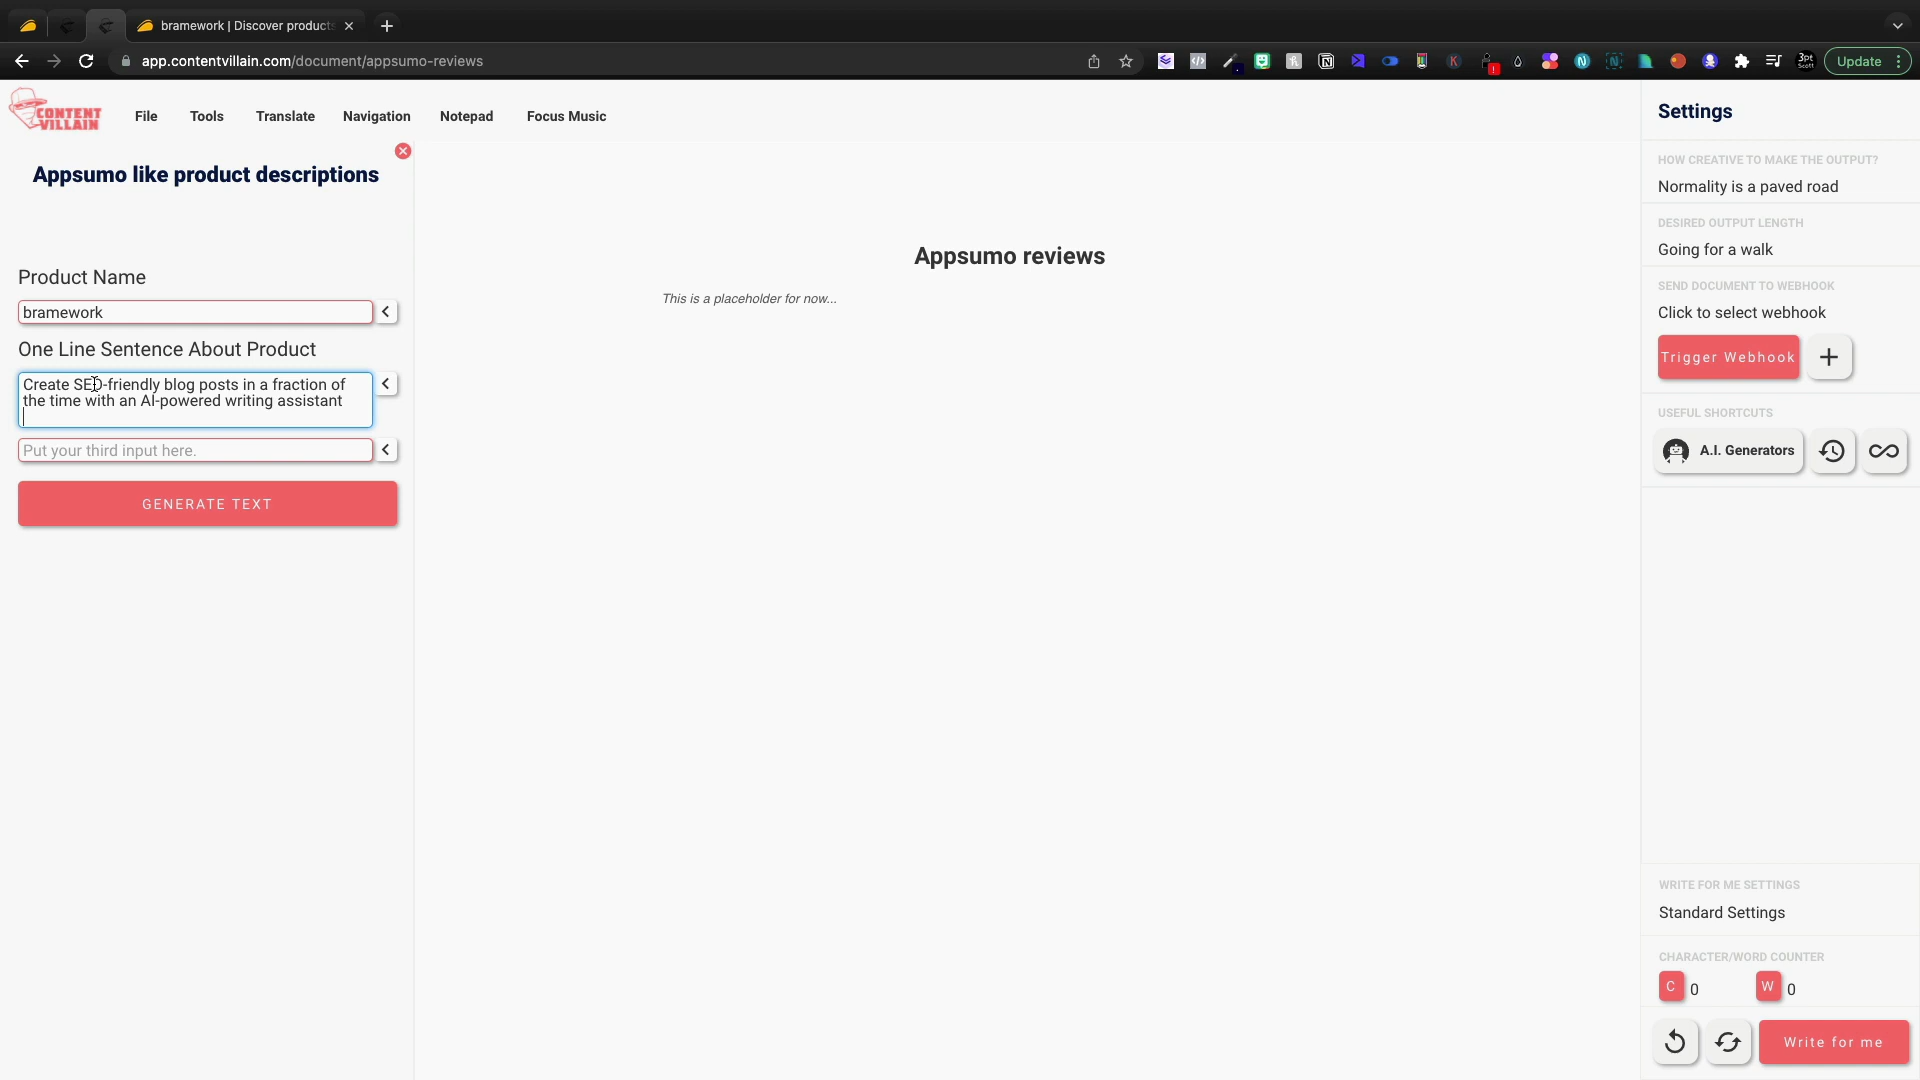 bramework | Discover products
app.contentvillain.com/document/appsumo-reviews
Update
CONTENT
VILLAIN
File
Tools
Translate
Navigation
Notepad
Focus Music
Appsumo like product descriptions
Product Name
bramework
One Line Sentence About Product
Create SEO-friendly blog posts in a fraction of
the time with an AI-powered writing assistant
Put your third input here.
GENERATE TEXT
Appsumo reviews
This is a placeholder for now...
Settings
HOW CREATIVE TO MAKE THE OUTPUT?
Normality is a paved road
DESIRED OUTPUT LENGTH
Going for a walk
SEND DOCUMENT TO WEBHOOK
Click to select webhook
Trigger Webhook
USEFUL SHORTCUTS
A.I. Generators
WRITE FOR ME SETTINGS
Standard Settings
CHARACTER/WORD COUNTER
C 0 W 0
Write for me